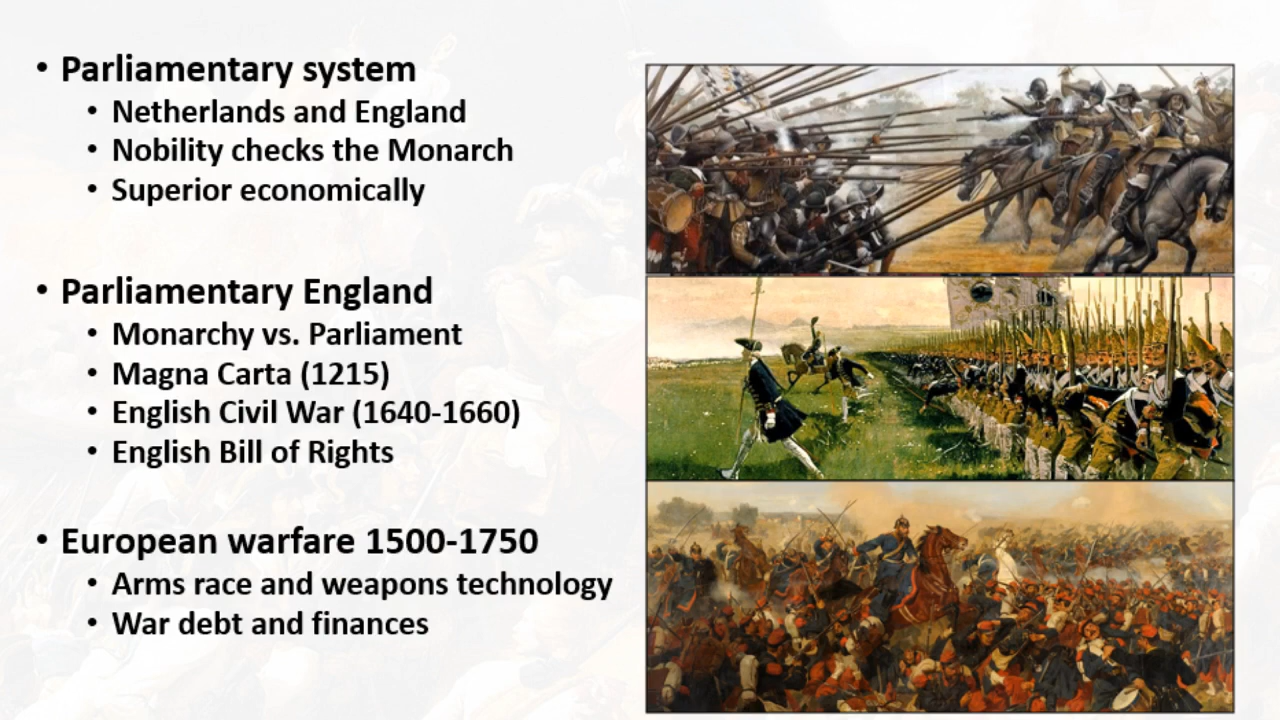 • Parliamentary system
• Netherlands and England
• Nobility checks the Monarch
• Superior economically
• Parliamentary England
• Monarchy vs. Parliament
• Magna Carta (1215)
• English Civil War (1640-1660)
• English Bill of Rights
• European warfare 1500-1750
• Arms race and weapons technology
• War debt and finances